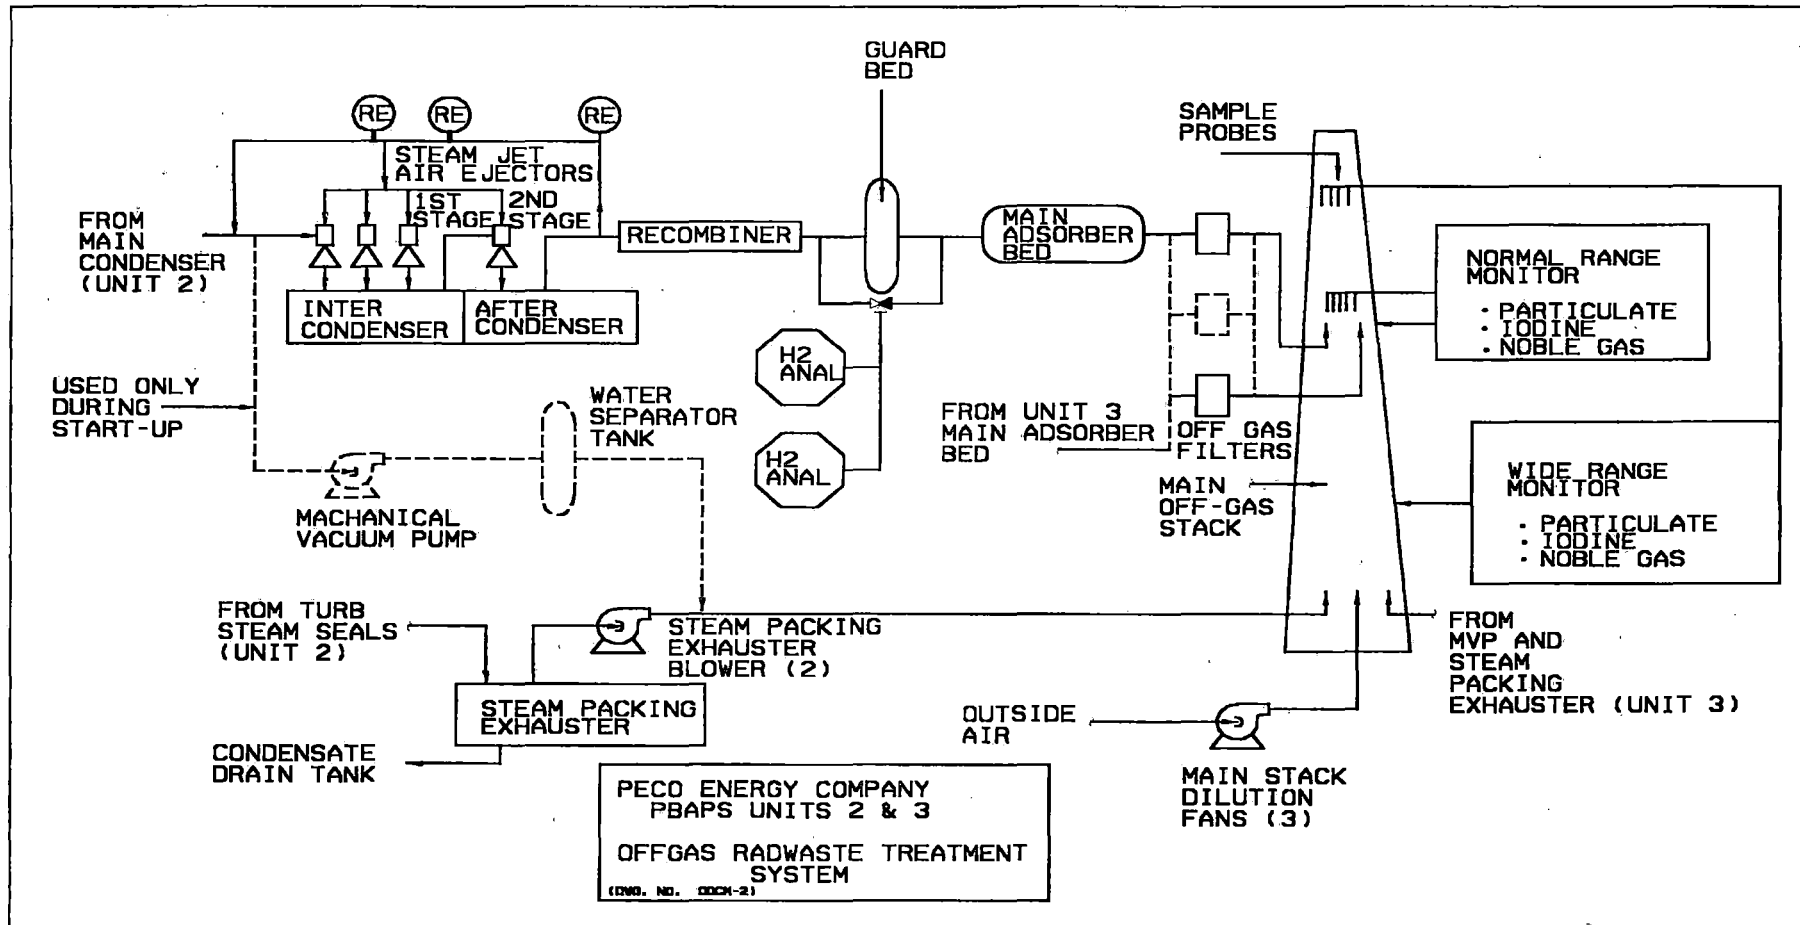 GUARD
BED
SAMPLE
PROBES
RE
RE
RE
STEAM JET
AIR EJECTORS
1ST
STAGE
2ND
STAGE
FROM
MAIN
CONDENSER
(UNIT 2)
RECOMBINER
MAIN
ADSORBER
BED
NORMAL RANGE
MONITOR
• PARTICULATE
• IODINE
• NOBLE GAS
INTER
CONDENSER
AFTER
CONDENSER
H2
ANAL
USED ONLY
DURING
START-UP
WATER
SEPARATOR
TANK
FROM UNIT 3
MAIN ADSORBER
BED
OFF GAS
FILTERS
H2
ANAL
MAIN
OFF-GAS
STACK
WIDE RANGE
MONITOR
• PARTICULATE
• IODINE
• NOBLE GAS
MACHANICAL
VACUUM PUMP
FROM TURB
STEAM SEALS
(UNIT 2)
STEAM PACKING
EXHAUSTER
BLOWER (2)
FROM
MVP AND
STEAM
PACKING
EXHAUSTER (UNIT 3)
STEAM PACKING
EXHAUSTER
OUTSIDE
AIR
CONDENSATE
DRAIN TANK
MAIN STACK
DILUTION
FANS (3)
PECO ENERGY COMPANY
PBAPS UNITS 2 & 3
OFFGAS RADWASTE TREATMENT
SYSTEM
(DWG. NO. ODCM-2)